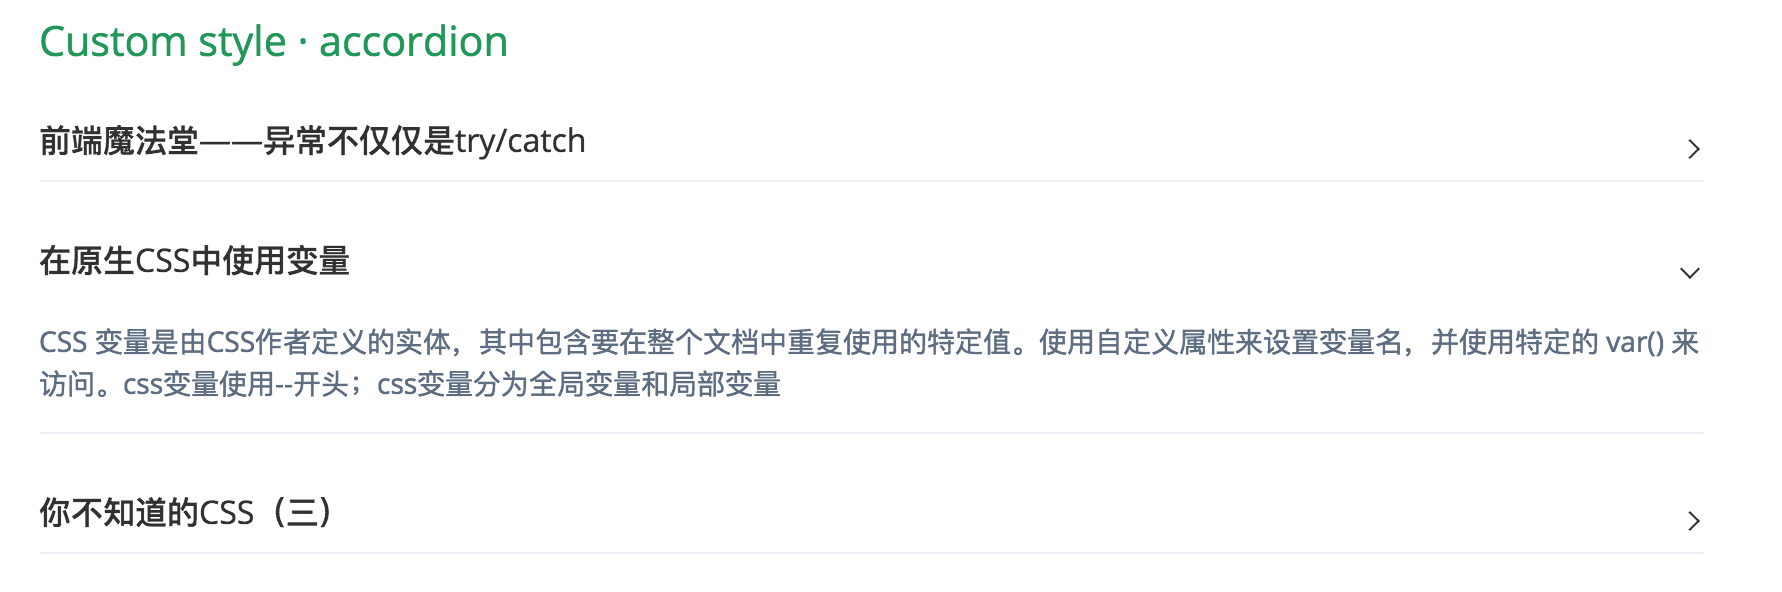 Custom style · accordion
前端魔法堂——异常不仅仅是try/catch
在原生CSS中使用变量
CSS 变量是由CSS作者定义的实体，其中包含要在整个文档中重复使用的特定值。使用自定义属性来设置变量名，并使用特定的 var() 来
访问。css变量使用--开头；css变量分为全局变量和局部变量
你不知道的CSS（三）